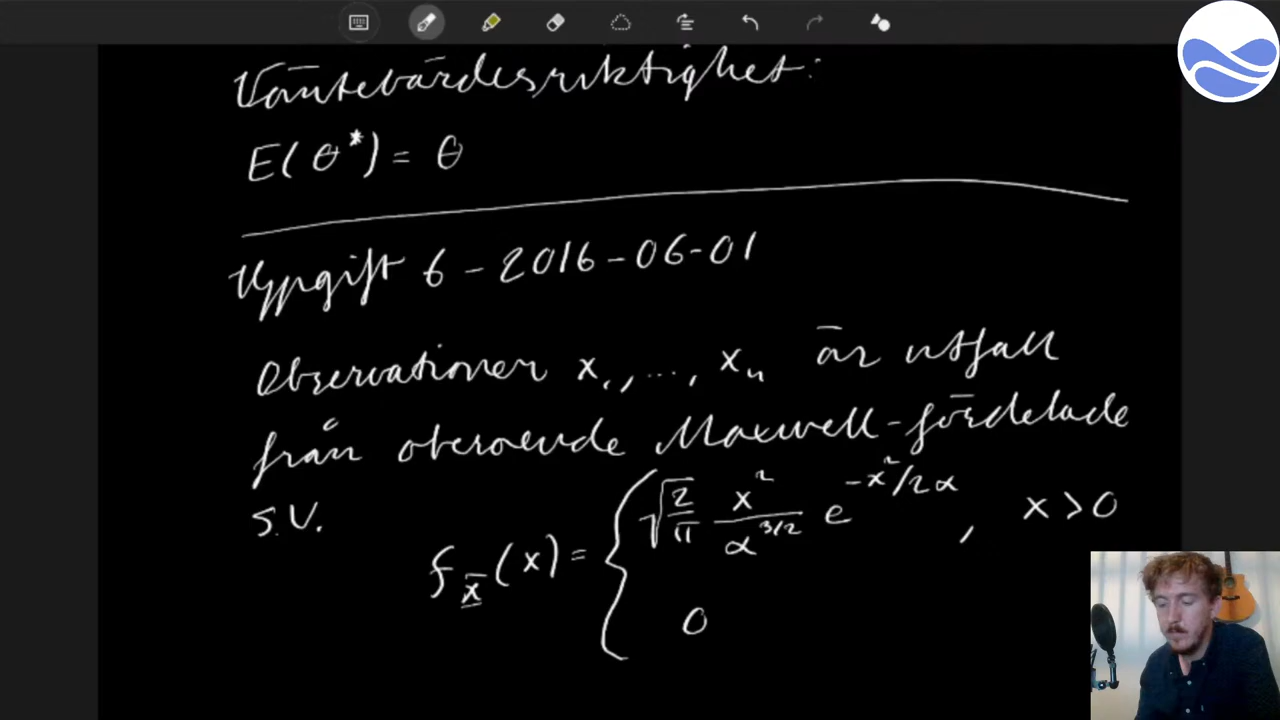 Väntevärdesriktighet:
E(θ*) = θ
Uppgift 6 - 2016-06-01
Observationer x₁, ..., xₙ är utfall
från oberoende Maxwell-fördelade
s.v.
f_X(x) = { √(2/π) x²/α^(3/2) e^(-x²/2α), x > 0
0